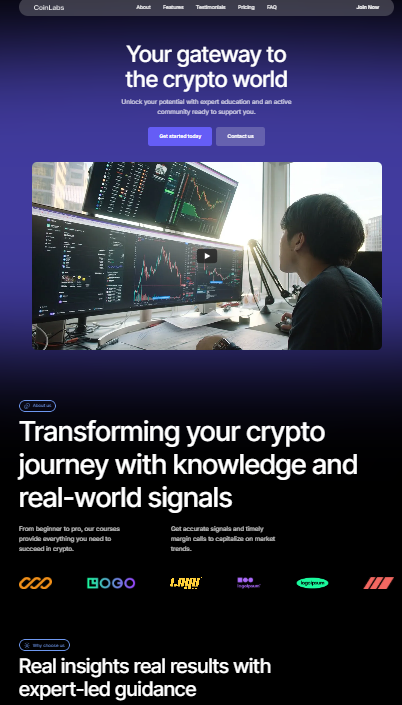 CoinLabs
About Features Testimonials Pricing FAQ
Join Now
Your gateway to
the crypto world
Unlock your potential with expert education and an active
community ready to support you.
Get started today
Contact us
About us
Transforming your crypto
journey with knowledge and
real-world signals
From beginner to pro, our courses
provide everything you need to
succeed in crypto.
Get accurate signals and timely
margin calls to capitalize on market
trends.
LOGO
logoipsum
logoipsum
Why choose us
Real insights real results with
expert-led guidance